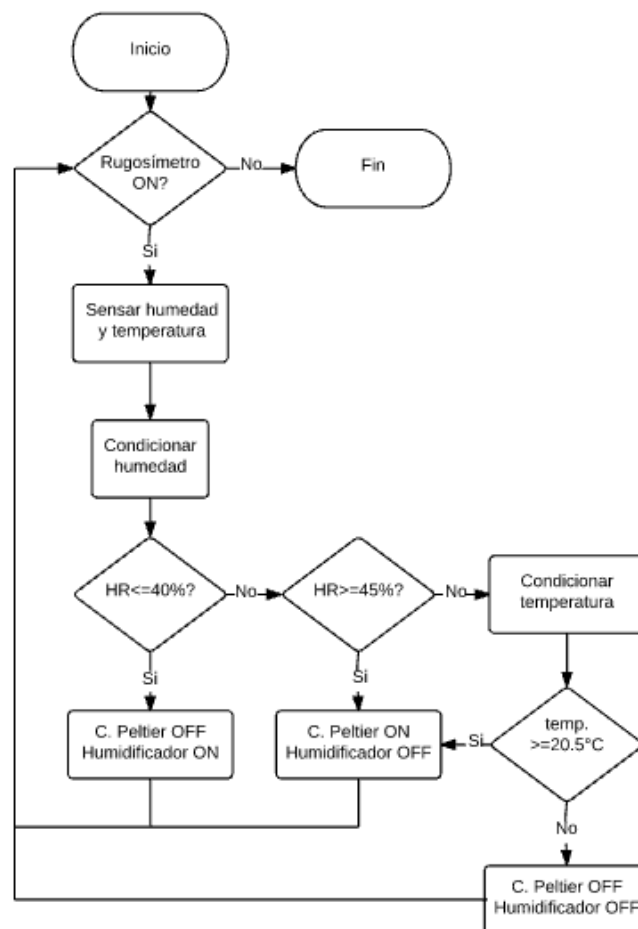 Inicio
Rugosímetro
ON?
No
Fin
Si
Sensar humedad
y temperatura
Condicionar
humedad
HR<=40%?
No
HR>=45%?
No
Condicionar
temperatura
Si
Si
C. Peltier OFF
Humidificador ON
C. Peltier ON
Humidificador OFF
Si
temp.
>=20.5°C
No
C. Peltier OFF
Humidificador OFF